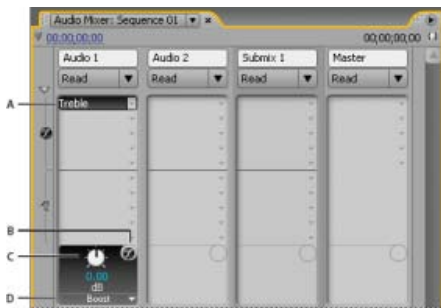 Audio Mixer: Sequence 01
00;00;00;00 00;00;00;00
Audio 1 Audio 2 Submix 1 Master
Read Read Read Read
A Treble
B
C
0.00
dB
D Boost